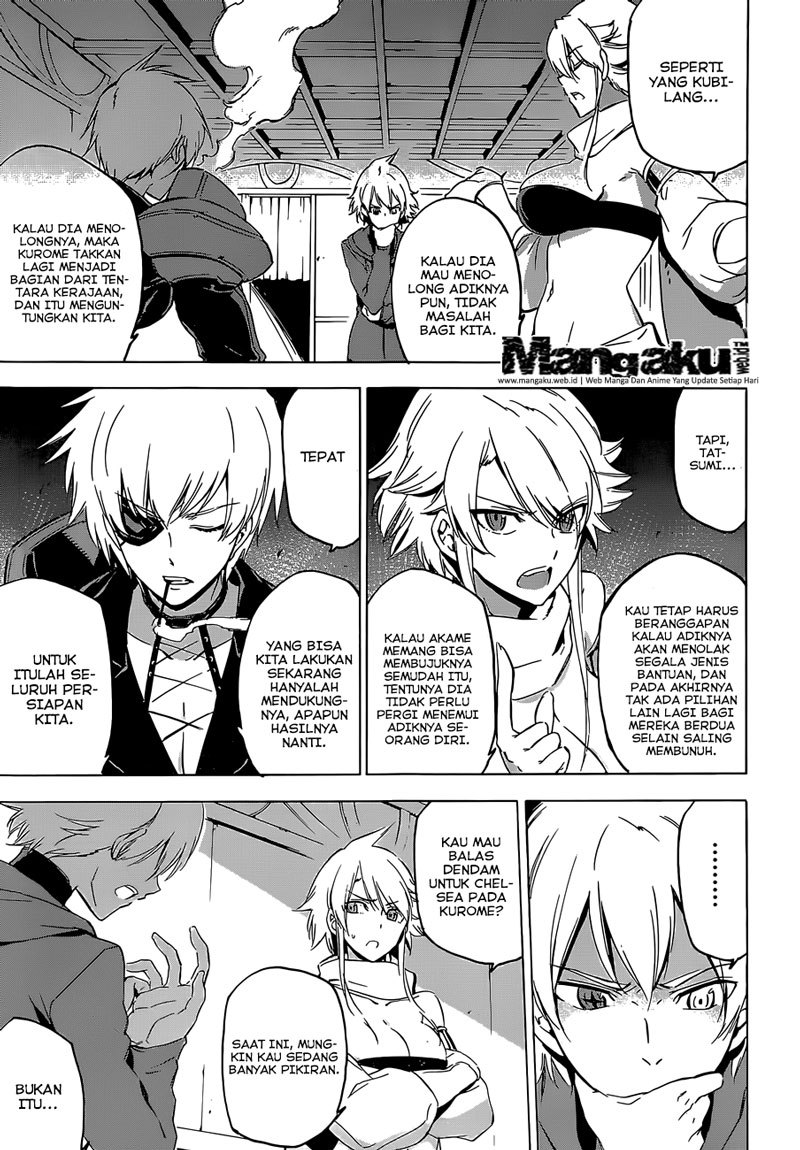 SEPERTI
YANG KUBI-
LANG...
KALAU DIA
MAU MENO-
LONG ADIKNYA
PUN, TIDAK
MASALAH
BAGI KITA.
KALAU DIA MENO-
LONGNYA, MAKA
KUROME TAKKAN
LAGI MENJADI
BAGIAN DARI TEN-
TARA KERAJAAN,
DAN ITU MENGUN-
TUNGKAN KITA.
Mangaku
web.id
www.mangaku.web.id | Web Manga Dan Anime Yang Update Setiap Hari
TAPI,
TAT-
SUMI...
KAU TETAP HARUS
BERANGGAPAN
KALAU ADIKNYA
AKAN MENOLAK
SEGALA JENIS
BANTUAN, DAN
PADA AKHIRNYA
TAK ADA PILIHAN
LAIN LAGI BAGI
MEREKA BERDUA
SELAIN SALING
MEMBUNUH.
KALAU AKAME
MEMANG BISA
MEMBUJUKNYA
SEMUDAH ITU,
TENTUNYA DIA
TIDAK PERLU
PERGI MENEMUI
ADIKNYA SE-
ORANG DIRI.
TEPAT
YANG BISA
KITA LAKUKAN
SEKARANG
HANYALAH
MENDUKUNG-
NYA, APAPUN
HASILNYA
NANTI.
UNTUK
ITULAH SE-
LURUH PER-
SIAPAN
KITA.
........
KAU MAU
BALAS
DENDAM
UNTUK CHEL-
SEA PADA
KUROME?
SAAT INI, MUNG-
KIN KAU SEDANG
BANYAK PIKIRAN.
BUKAN
ITU...